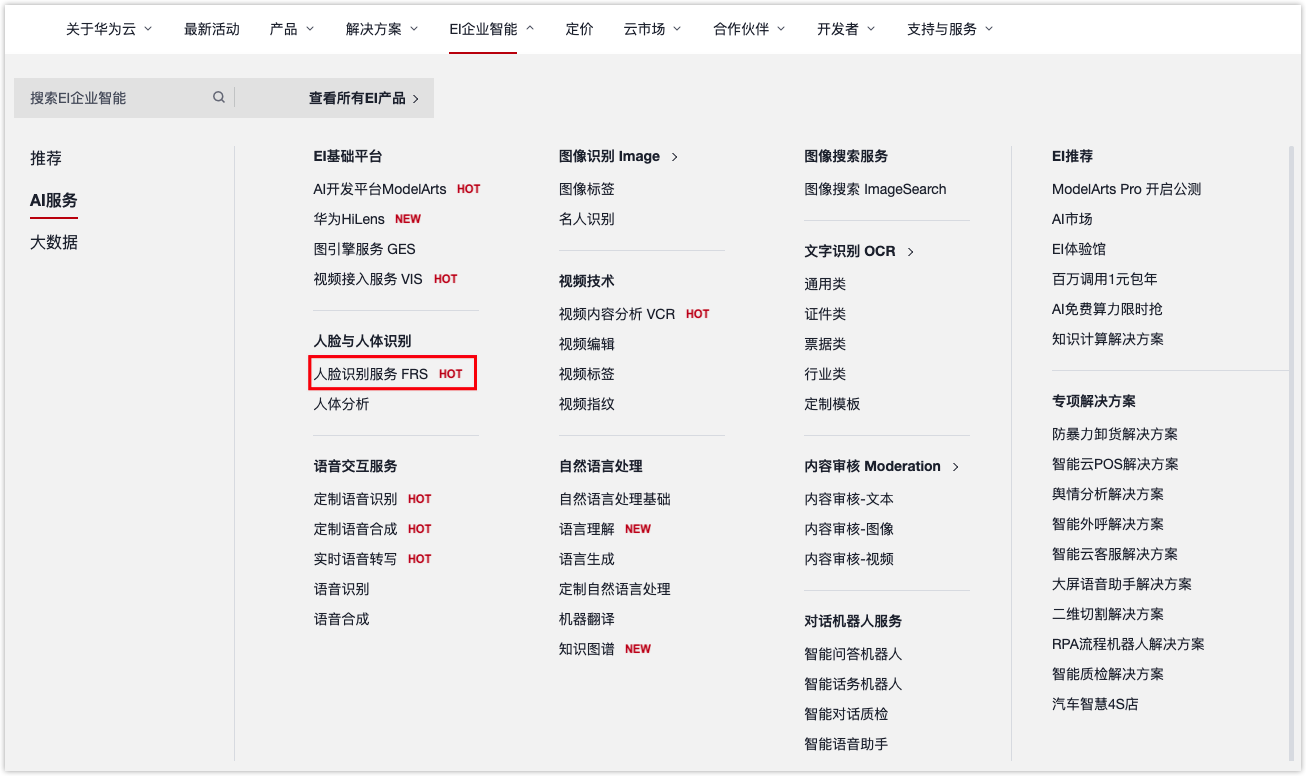 关于华为云
最新活动
产品
解决方案
EI企业智能
定价
云市场
合作伙伴
开发者
支持与服务
搜索EI企业智能
查看所有EI产品
推荐
AI服务
大数据
EI基础平台
AI开发平台ModelArts HOT
华为HiLens NEW
图引擎服务 GES
视频接入服务 VIS HOT
人脸与人体识别
人脸识别服务 FRS HOT
人体分析
语音交互服务
定制语音识别 HOT
定制语音合成 HOT
实时语音转写 HOT
语音识别
语音合成
图像识别 Image
图像标签
名人识别
视频技术
视频内容分析 VCR HOT
视频编辑
视频标签
视频指纹
自然语言处理
自然语言处理基础
语言理解 NEW
语言生成
定制自然语言处理
机器翻译
知识图谱 NEW
图像搜索服务
图像搜索 ImageSearch
文字识别 OCR
通用类
证件类
票据类
行业类
定制模板
内容审核 Moderation
内容审核-文本
内容审核-图像
内容审核-视频
对话机器人服务
智能问答机器人
智能话务机器人
智能对话质检
智能语音助手
EI推荐
ModelArts Pro 开启公测
AI市场
EI体验馆
百万调用1元包年
AI免费算力限时抢
知识计算解决方案
专项解决方案
防暴力卸货解决方案
智能云POS解决方案
舆情分析解决方案
智能外呼解决方案
智能云客服解决方案
大屏语音助手解决方案
二维切割解决方案
RPA流程机器人解决方案
智能质检解决方案
汽车智慧4S店